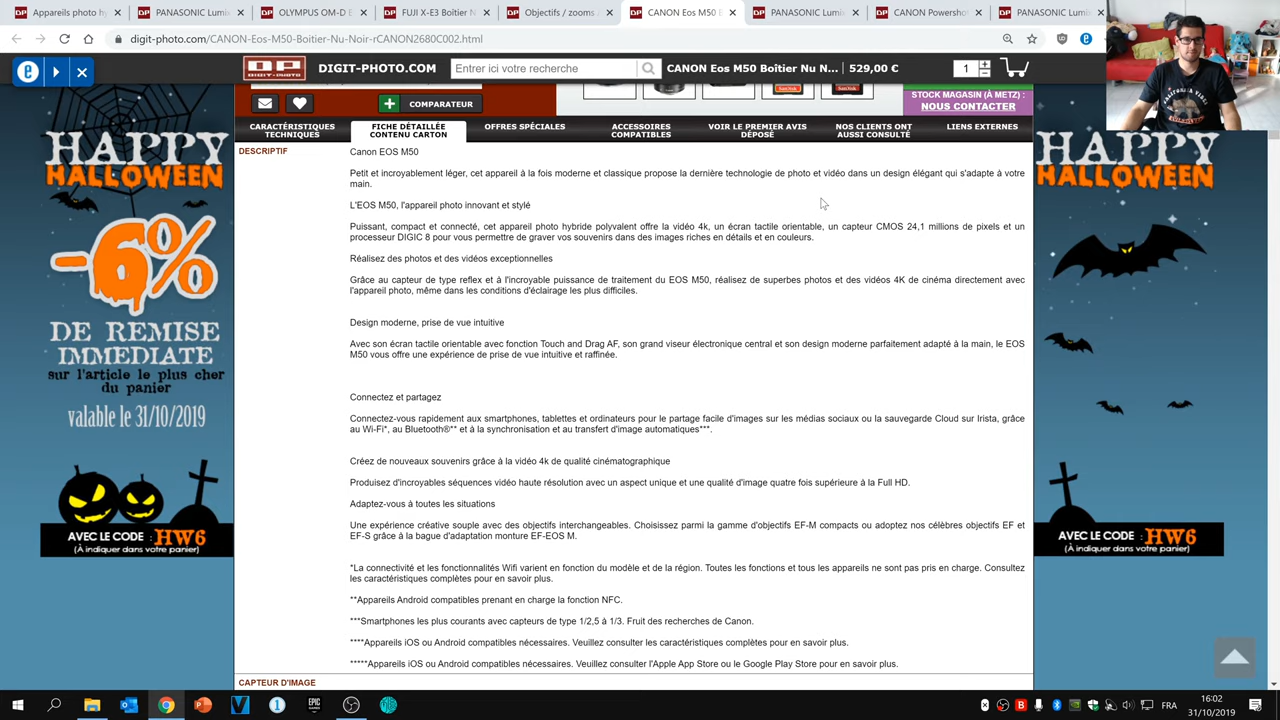 Appareils photo hy
PANASONIC Lumix
OLYMPUS OM-D E
FUJI X-E3 Boîtier N
Objectifs / zooms /
CANON Eos M50 E
PANASONIC Lumix
CANON Powershot
PANASONIC Lumix
digit-photo.com/CANON-Eos-M50-Boitier-Nu-Noir-rCANON2680C002.html
DIGIT-PHOTO
DIGIT-PHOTO.COM
Entrer ici votre recherche
CANON Eos M50 Boîtier Nu N... | 529,00 €
1
COMPARATEUR
STOCK MAGASIN (À METZ) :
NOUS CONTACTER
CARACTÉRISTIQUES TECHNIQUES
FICHE DÉTAILLÉE CONTENU CARTON
OFFRES SPÉCIALES
ACCESSOIRES COMPATIBLES
VOIR LE PREMIER AVIS DÉPOSÉ
NOS CLIENTS ONT AUSSI CONSULTÉ
LIENS EXTERNES
DESCRIPTIF
Canon EOS M50
Petit et incroyablement léger, cet appareil à la fois moderne et classique propose la dernière technologie de photo et vidéo dans un design élégant qui s'adapte à votre
main.
L'EOS M50, l'appareil photo innovant et stylé
Puissant, compact et connecté, cet appareil photo hybride polyvalent offre la vidéo 4k, un écran tactile orientable, un capteur CMOS 24,1 millions de pixels et un
processeur DIGIC 8 pour vous permettre de graver vos souvenirs dans des images riches en détails et en couleurs.
Réalisez des photos et des vidéos exceptionnelles
Grâce au capteur de type reflex et à l'incroyable puissance de traitement du EOS M50, réalisez de superbes photos et des vidéos 4K de cinéma directement avec
l'appareil photo, même dans les conditions d'éclairage les plus difficiles.
Design moderne, prise de vue intuitive
Avec son écran tactile orientable avec fonction Touch and Drag AF, son grand viseur électronique central et son design moderne parfaitement adapté à la main, le EOS
M50 vous offre une expérience de prise de vue intuitive et raffinée.
Connectez et partagez
Connectez-vous rapidement aux smartphones, tablettes et ordinateurs pour le partage facile d'images sur les médias sociaux ou la sauvegarde Cloud sur Irista, grâce
au Wi-Fi*, au Bluetooth®** et à la synchronisation et au transfert d'image automatiques***.
Créez de nouveaux souvenirs grâce à la vidéo 4k de qualité cinématographique
Produisez d'incroyables séquences vidéo haute résolution avec un aspect unique et une qualité d'image quatre fois supérieure à la Full HD.
Adaptez-vous à toutes les situations
Une expérience créative souple avec des objectifs interchangeables. Choisissez parmi la gamme d'objectifs EF-M compacts ou adoptez nos célèbres objectifs EF et
EF-S grâce à la bague d'adaptation monture EF-EOS M.
*La connectivité et les fonctionnalités Wifi varient en fonction du modèle et de la région. Toutes les fonctions et tous les appareils ne sont pas pris en charge. Consultez
les caractéristiques complètes pour en savoir plus.
**Appareils Android compatibles prenant en charge la fonction NFC.
***Smartphones les plus courants avec capteurs de type 1/2,5 à 1/3. Fruit des recherches de Canon.
****Appareils iOS ou Android compatibles nécessaires. Veuillez consulter les caractéristiques complètes pour en savoir plus.
*****Appareils iOS ou Android compatibles nécessaires. Veuillez consulter l'Apple App Store ou le Google Play Store pour en savoir plus.
CAPTEUR D'IMAGE
HAPPY
HALLOWEEN
-6%
DE REMISE
IMMEDIATE
sur l'article le plus cher
du panier
valable le 31/10/2019
AVEC LE CODE : HW6
(À indiquer dans votre panier)
HAPPY
HALLOWEEN
AVEC LE CODE : HW6
(À indiquer dans votre panier)
FRA
16:02
31/10/2019